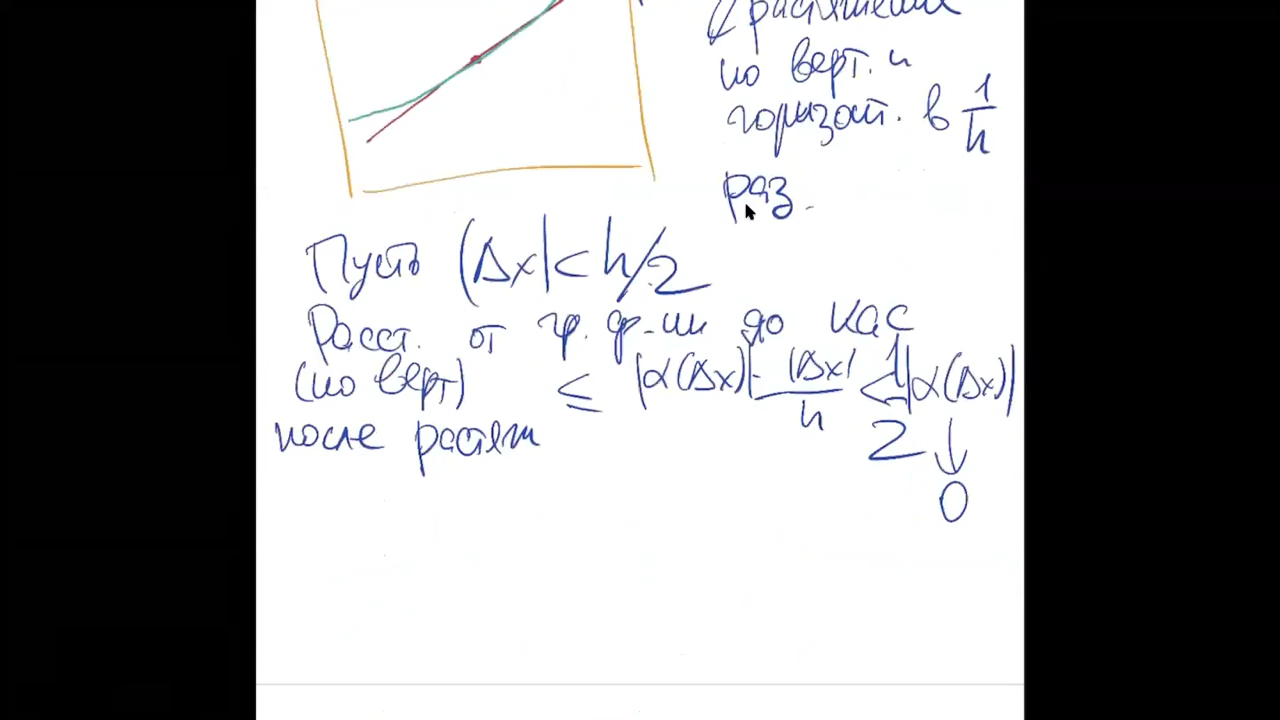 растяжение
по верт. и
горизонт. в 1/h
раз.
Пусть |Δx| < h/2
Расст. от гр. ф-ии до кас
(по верт) ≤ |α(Δx)| · |Δx|/h < 1/2 |α(Δx)|
после растяж ↓
0